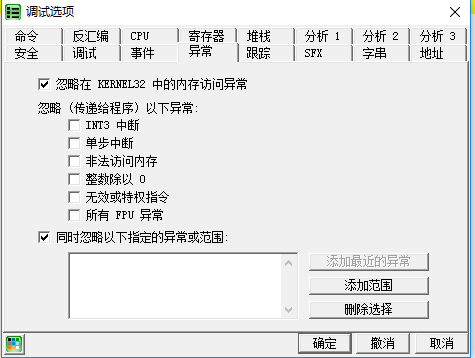 调试选项
命令 反汇编 CPU 寄存器 堆栈 分析 1 分析 2 分析 3
安全 调试 事件 异常 跟踪 SFX 字串 地址
忽略在 KERNEL32 中的内存访问异常
忽略 (传递给程序) 以下异常:
INT3 中断
单步中断
非法访问内存
整数除以 0
无效或特权指令
所有 FPU 异常
同时忽略以下指定的异常或范围:
添加最近的异常
添加范围
删除选择
确定 撤消 取消